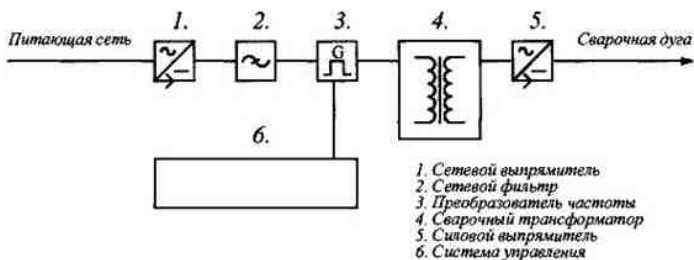 1. 2. 3. 4. 5.
Питающая сеть
G
Сварочная дуга
6.
1. Сетевой выпрямитель
2. Сетевой фильтр
3. Преобразователь частоты
4. Сварочный трансформатор
5. Силовой выпрямитель
6. Система управления